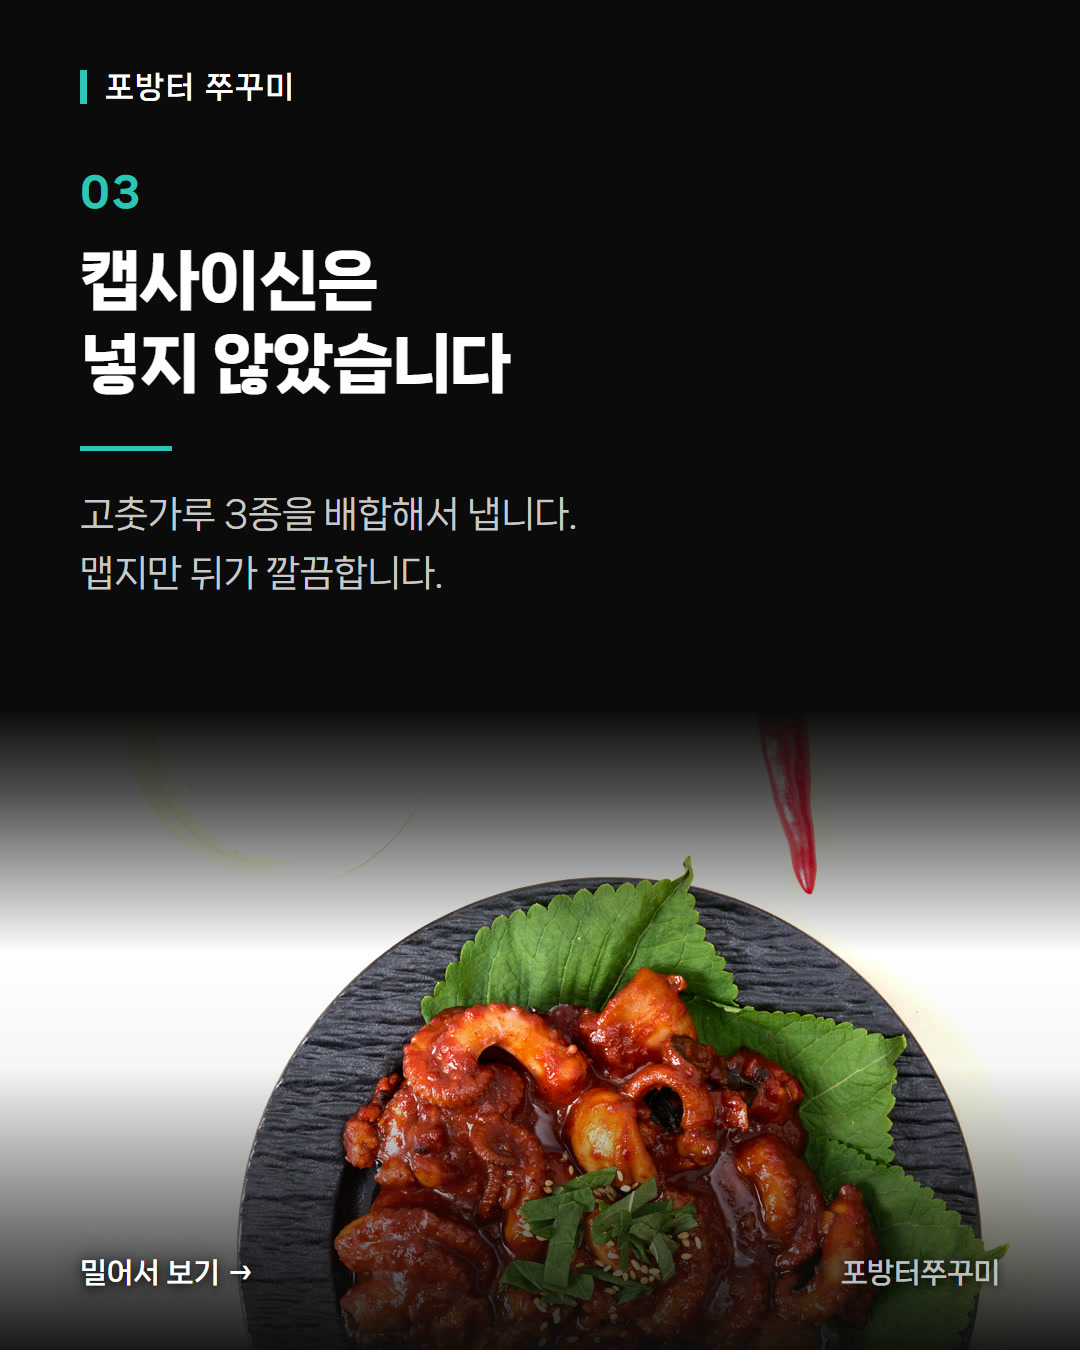 포방터 쭈꾸미
03
캡사이신은
넣지 않았습니다
고춧가루 3종을 배합해서 냅니다.
맵지만 뒤가 깔끔합니다.
밀어서 보기 →
포방터쭈꾸미